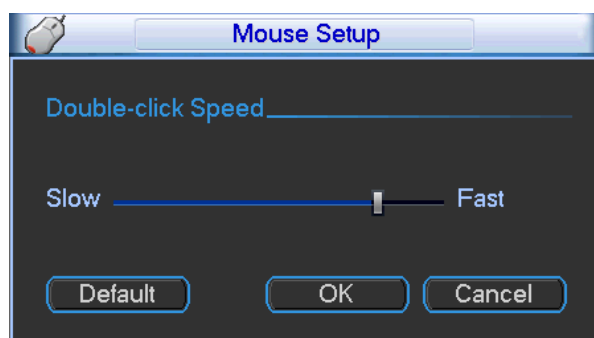 Mouse Setup
Double-click Speed
Slow Fast
Default OK Cancel